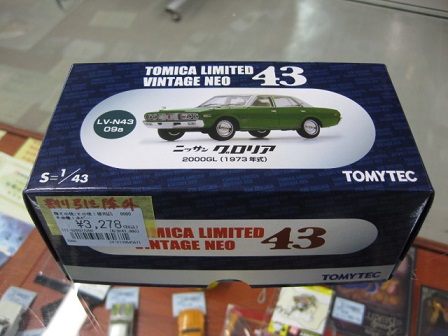 TOMICA LIMITED
VINTAGE NEO 43
LV-N43
09a
ニッサン グロリア
2000GL (1973年式)
S=1/43
TOMYTEC
割引除外
¥3,278
TOMICA LIMITED
VINTAGE NEO 43
TOMYTEC